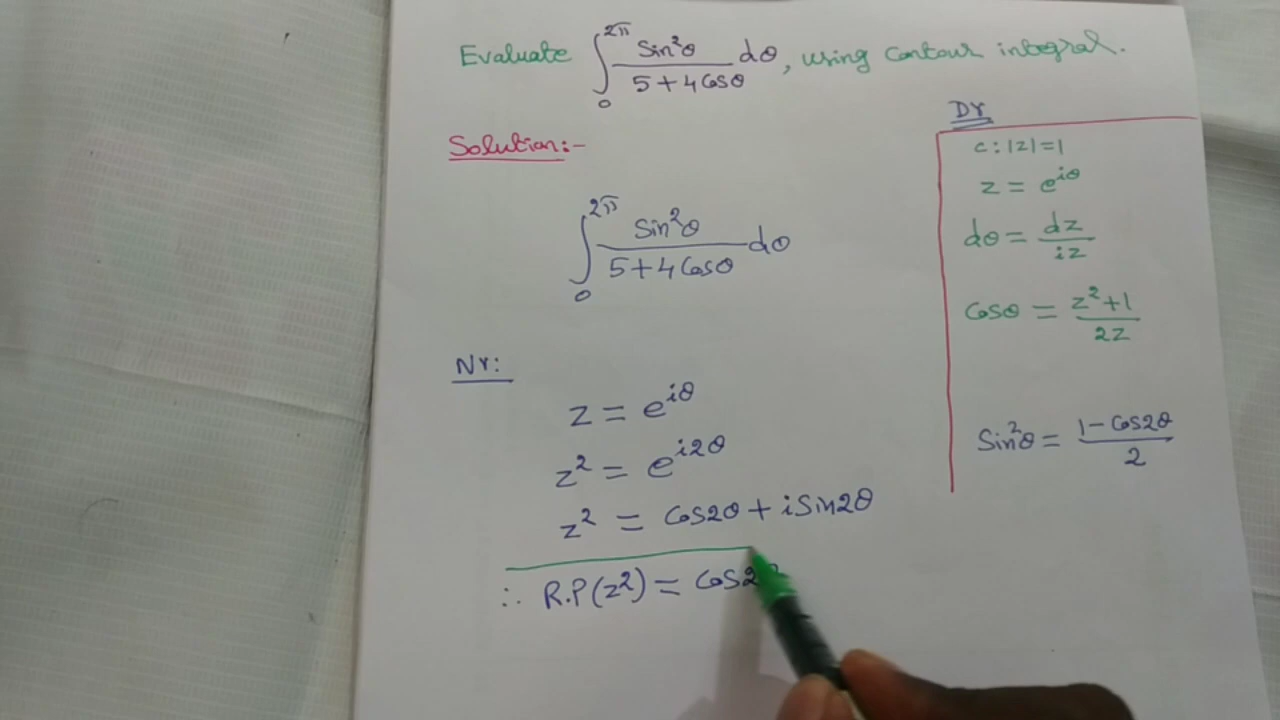 Evaluate ∫₀^{2π} Sin²θ / (5+4Cosθ) dθ, using contour integral.
Solution:-
∫₀^{2π} Sin²θ / (5+4Cosθ) dθ
Nr:
z = e^{iθ}
z² = e^{i2θ}
z² = Cos2θ + iSin2θ
∴ R.P(z²) = Cos2
Dr
c:|z|=1
z = e^{iθ}
dθ = dz / iz
Cosθ = (z²+1) / 2z
Sin²θ = (1-Cos2θ) / 2